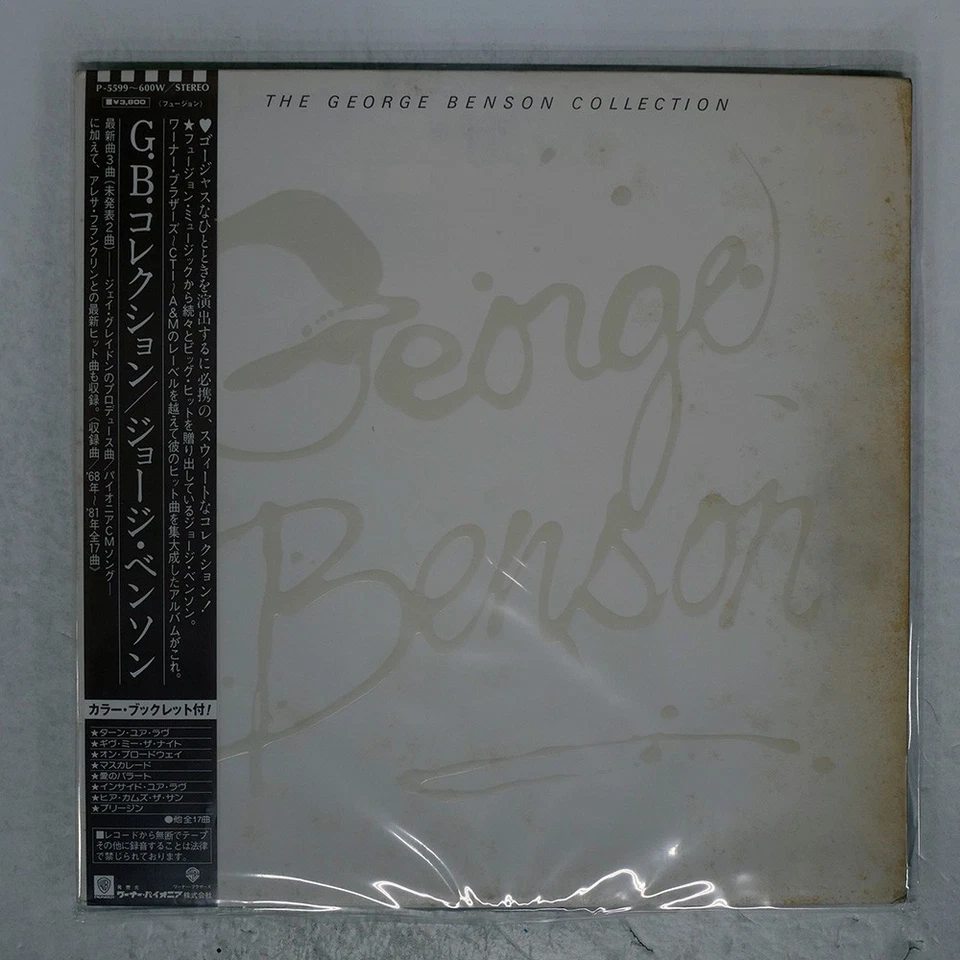 P-5599~600W/STEREO
■¥3,800 (フュージョン)
THE GEORGE BENSON COLLECTION
George
Benson
♥ゴージャスなひとときを演出するに必携の、スウィートなコレクション!
★フュージョン・ミュージックから続々とビッグ・ヒットを贈り出しているジョージ・ベンソン。
ワーナー・ブラザーズ~CTI~A&Mのレーベルを越えて彼のヒット曲を集大成したアルバムがこれ。
G.B.コレクション/ジョージ・ベンソン
最新曲3曲(未発表2曲)──ジェイ・グレイドンのプロデュース曲/パイオニアCMソング─
に加えて、アレサ・フランクリンとの最新ヒット曲も収録。(収録曲/'68年~'81年全17曲)
カラー・ブックレット付!
★ターン・ユア・ラヴ
★ギヴ・ミー・ザ・ナイト
★オン・ブロードウェイ
★マスカレード
★愛のバラート
★インサイド・ユア・ラヴ
★ヒア・カムズ・ザ・サン
★ブリージン
●他 全17曲
■レコードから無断でテープ
その他に録音することは法律
で禁じられております。
発売元
ワーナー・パイオニア株式会社